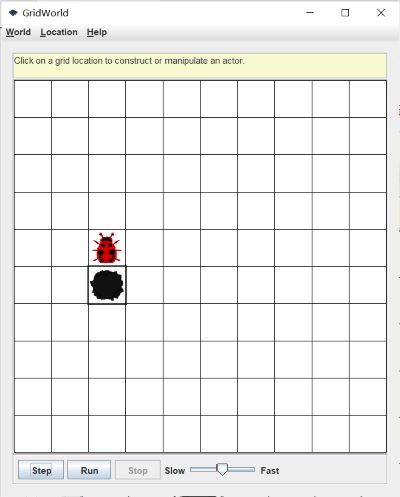 GridWorld
World Location Help
Click on a grid location to construct or manipulate an actor.
Step Run Stop Slow Fast